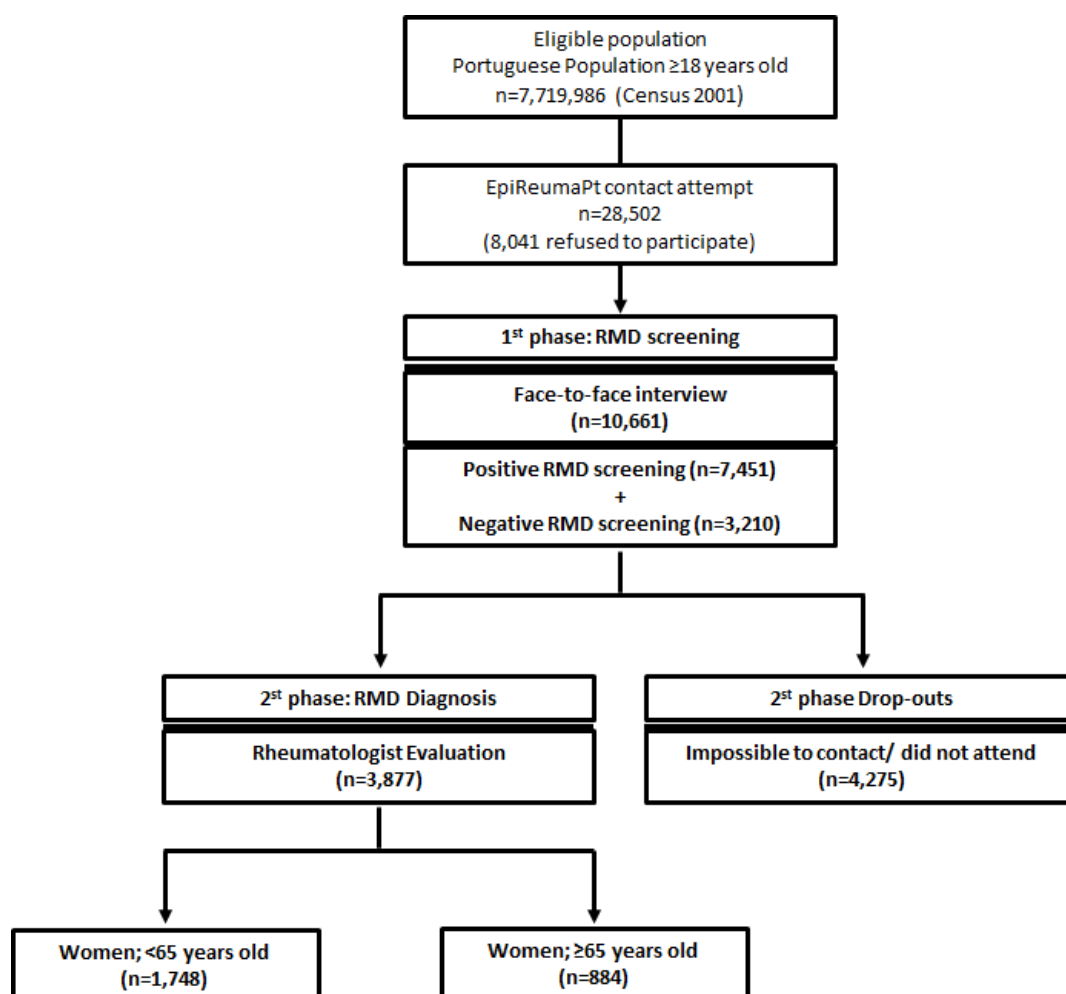 Eligible population
Portuguese Population ≥18 years old
n=7,719,986  (Census 2001)
EpiReumaPt contact attempt
n=28,502
(8,041 refused to participate)
1st phase: RMD screening
Face-to-face interview
(n=10,661)
Positive RMD screening (n=7,451)
+
Negative RMD screening (n=3,210)
2st phase: RMD Diagnosis
Rheumatologist Evaluation
(n=3,877)
2st phase Drop-outs
Impossible to contact/ did not attend
(n=4,275)
Women; <65 years old
(n=1,748)
Women; ≥65 years old
(n=884)